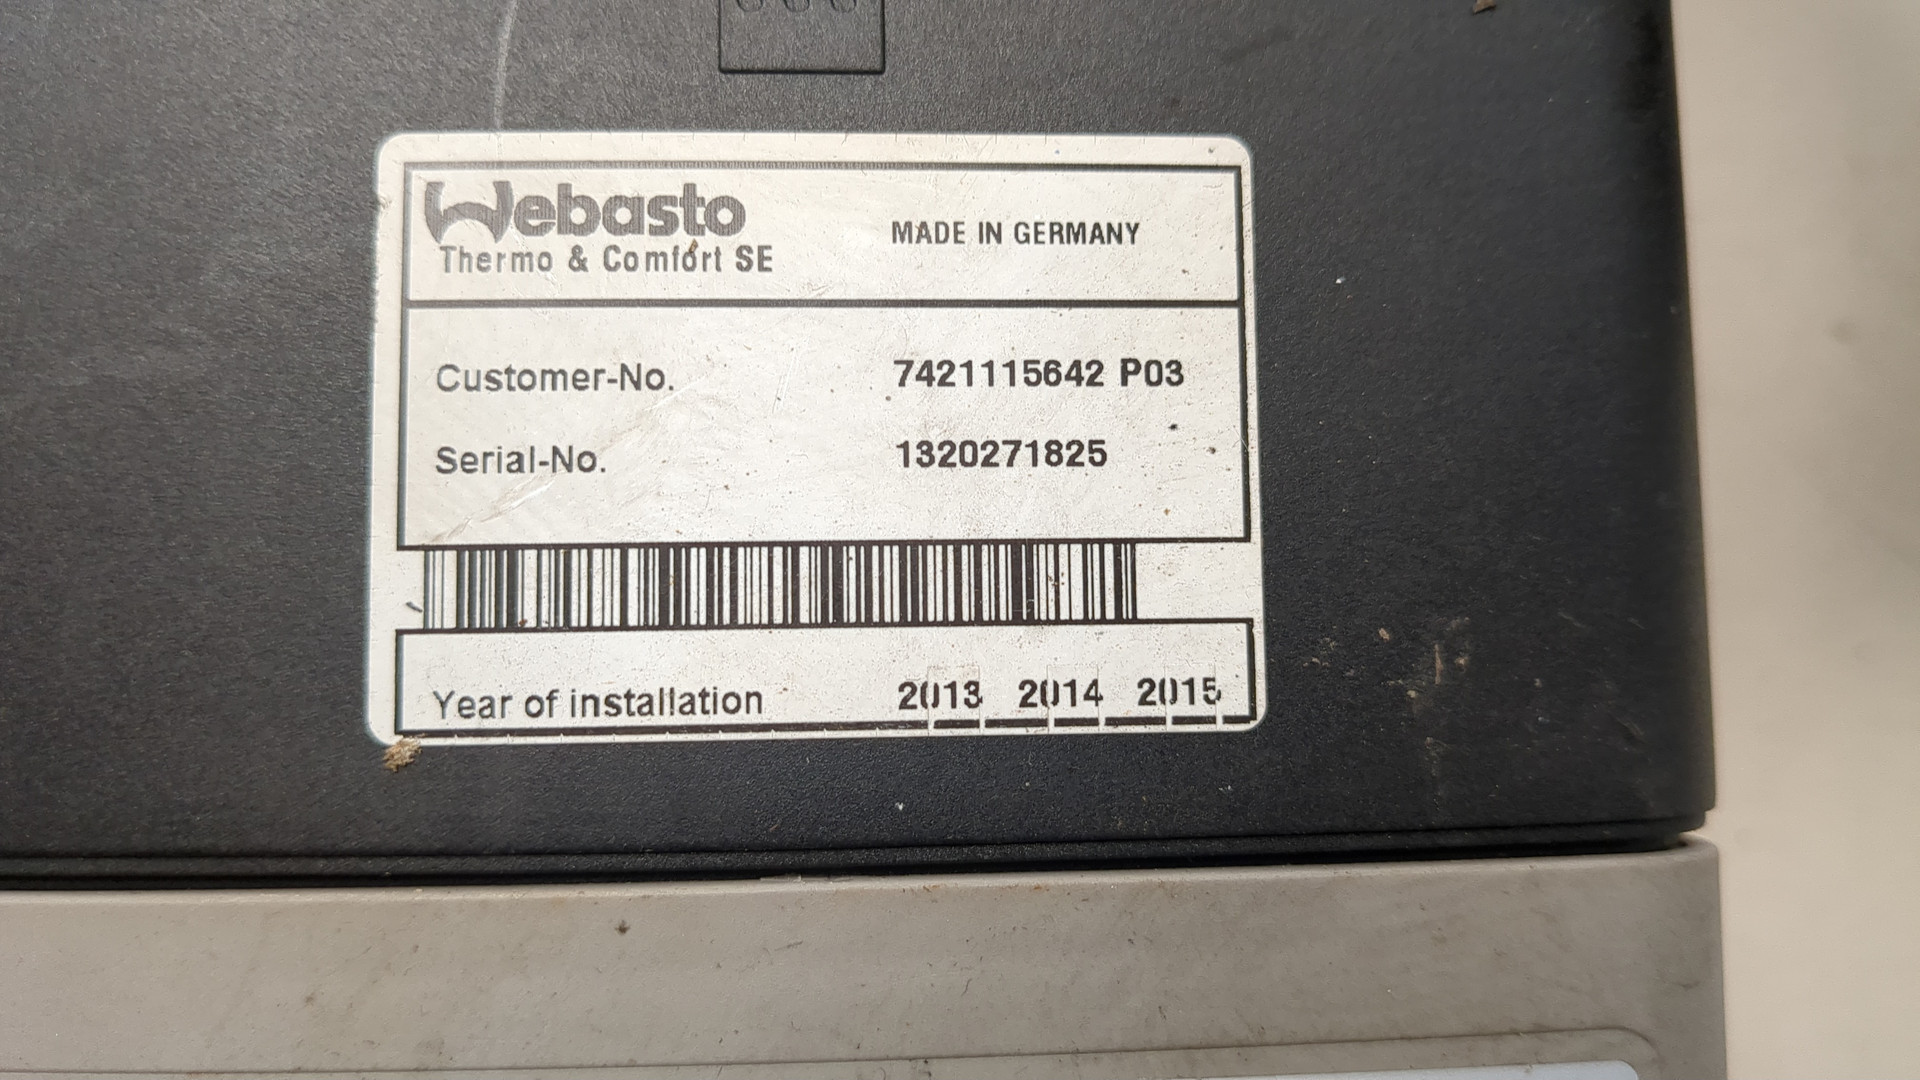 Webasto
Thermo & Comfort SE
MADE IN GERMANY
Customer-No. 7421115642 P03
Serial-No. 1320271825
Year of installation 2013 2014 2015